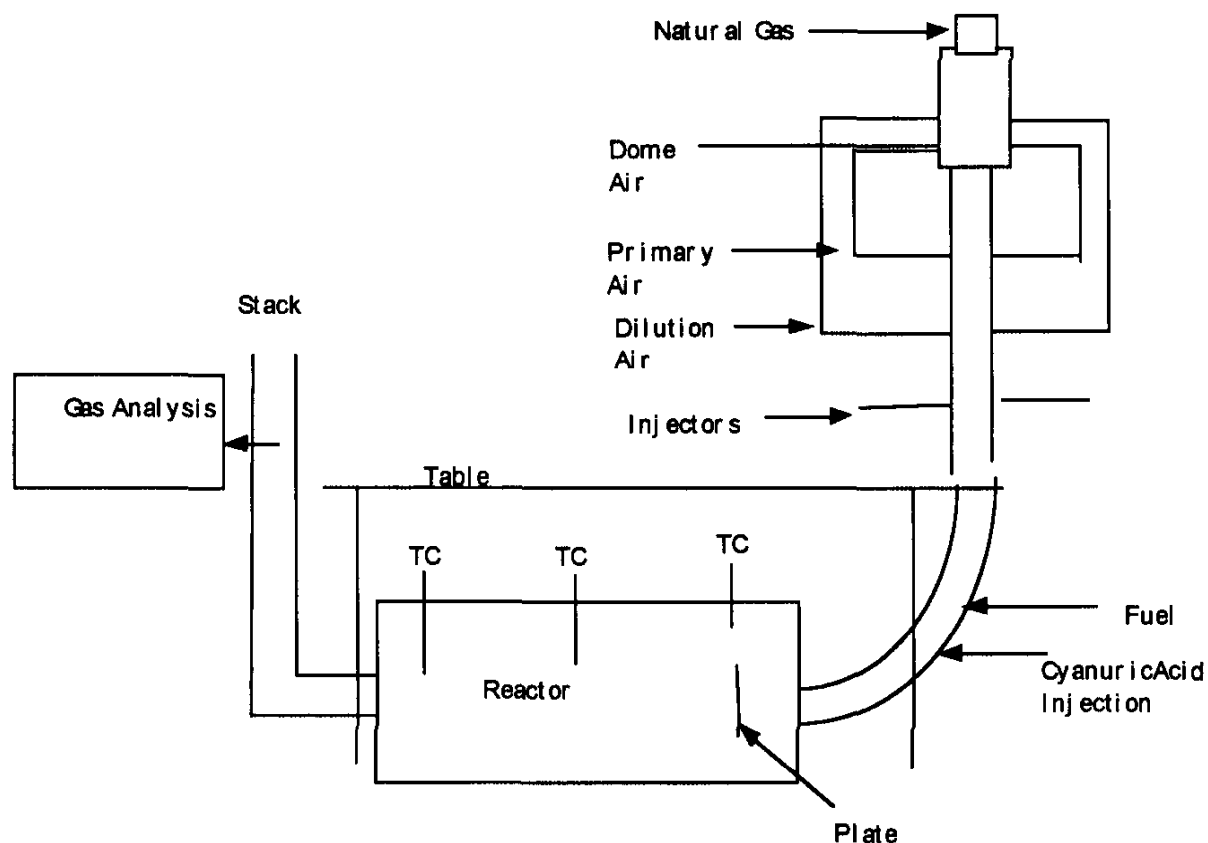 Natural Gas
Dome
Air
Primary
Air
Stack
Dilution
Air
Gas Analysis
Injectors
Table
TC
TC
TC
Fuel
Reactor
CyanuricAcid
Injection
Plate